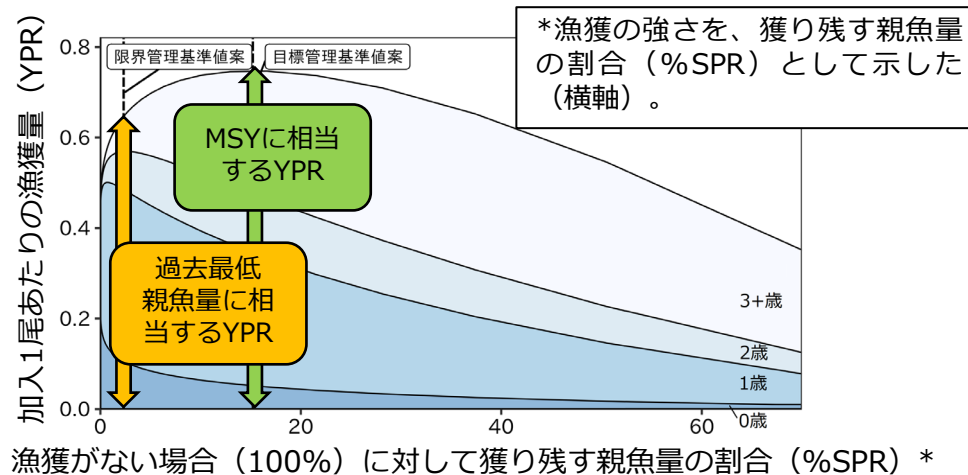 *漁獲の強さを、獲り残す親魚量
の割合（%SPR）として示した
（横軸）。
限界管理基準値案
目標管理基準値案
加入1尾あたりの漁獲量（YPR）
0.8
0.6
0.4
0.2
0.0
MSYに相当
するYPR
過去最低
親魚量に相
当するYPR
3+歳
2歳
1歳
0歳
0
20
40
60
漁獲がない場合（100%）に対して獲り残す親魚量の割合（%SPR）*